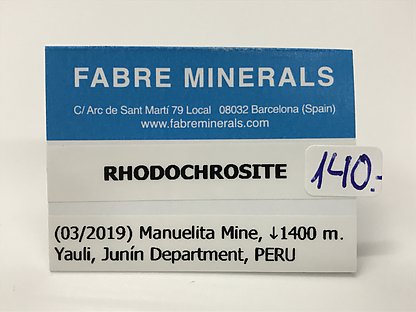 FABRE MINERALS
C/ Arc de Sant Martí 79 Local 08032 Barcelona (Spain)
www.fabreminerals.com
RHODOCHROSITE
140.-
(03/2019) Manuelita Mine, ↓1400 m.
Yauli, Junín Department, PERU